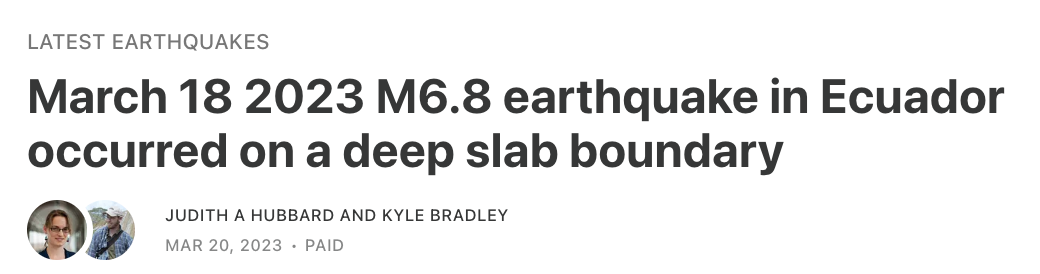 LATEST EARTHQUAKES
March 18 2023 M6.8 earthquake in Ecuador
occurred on a deep slab boundary
JUDITH A HUBBARD AND KYLE BRADLEY
MAR 20, 2023 · PAID